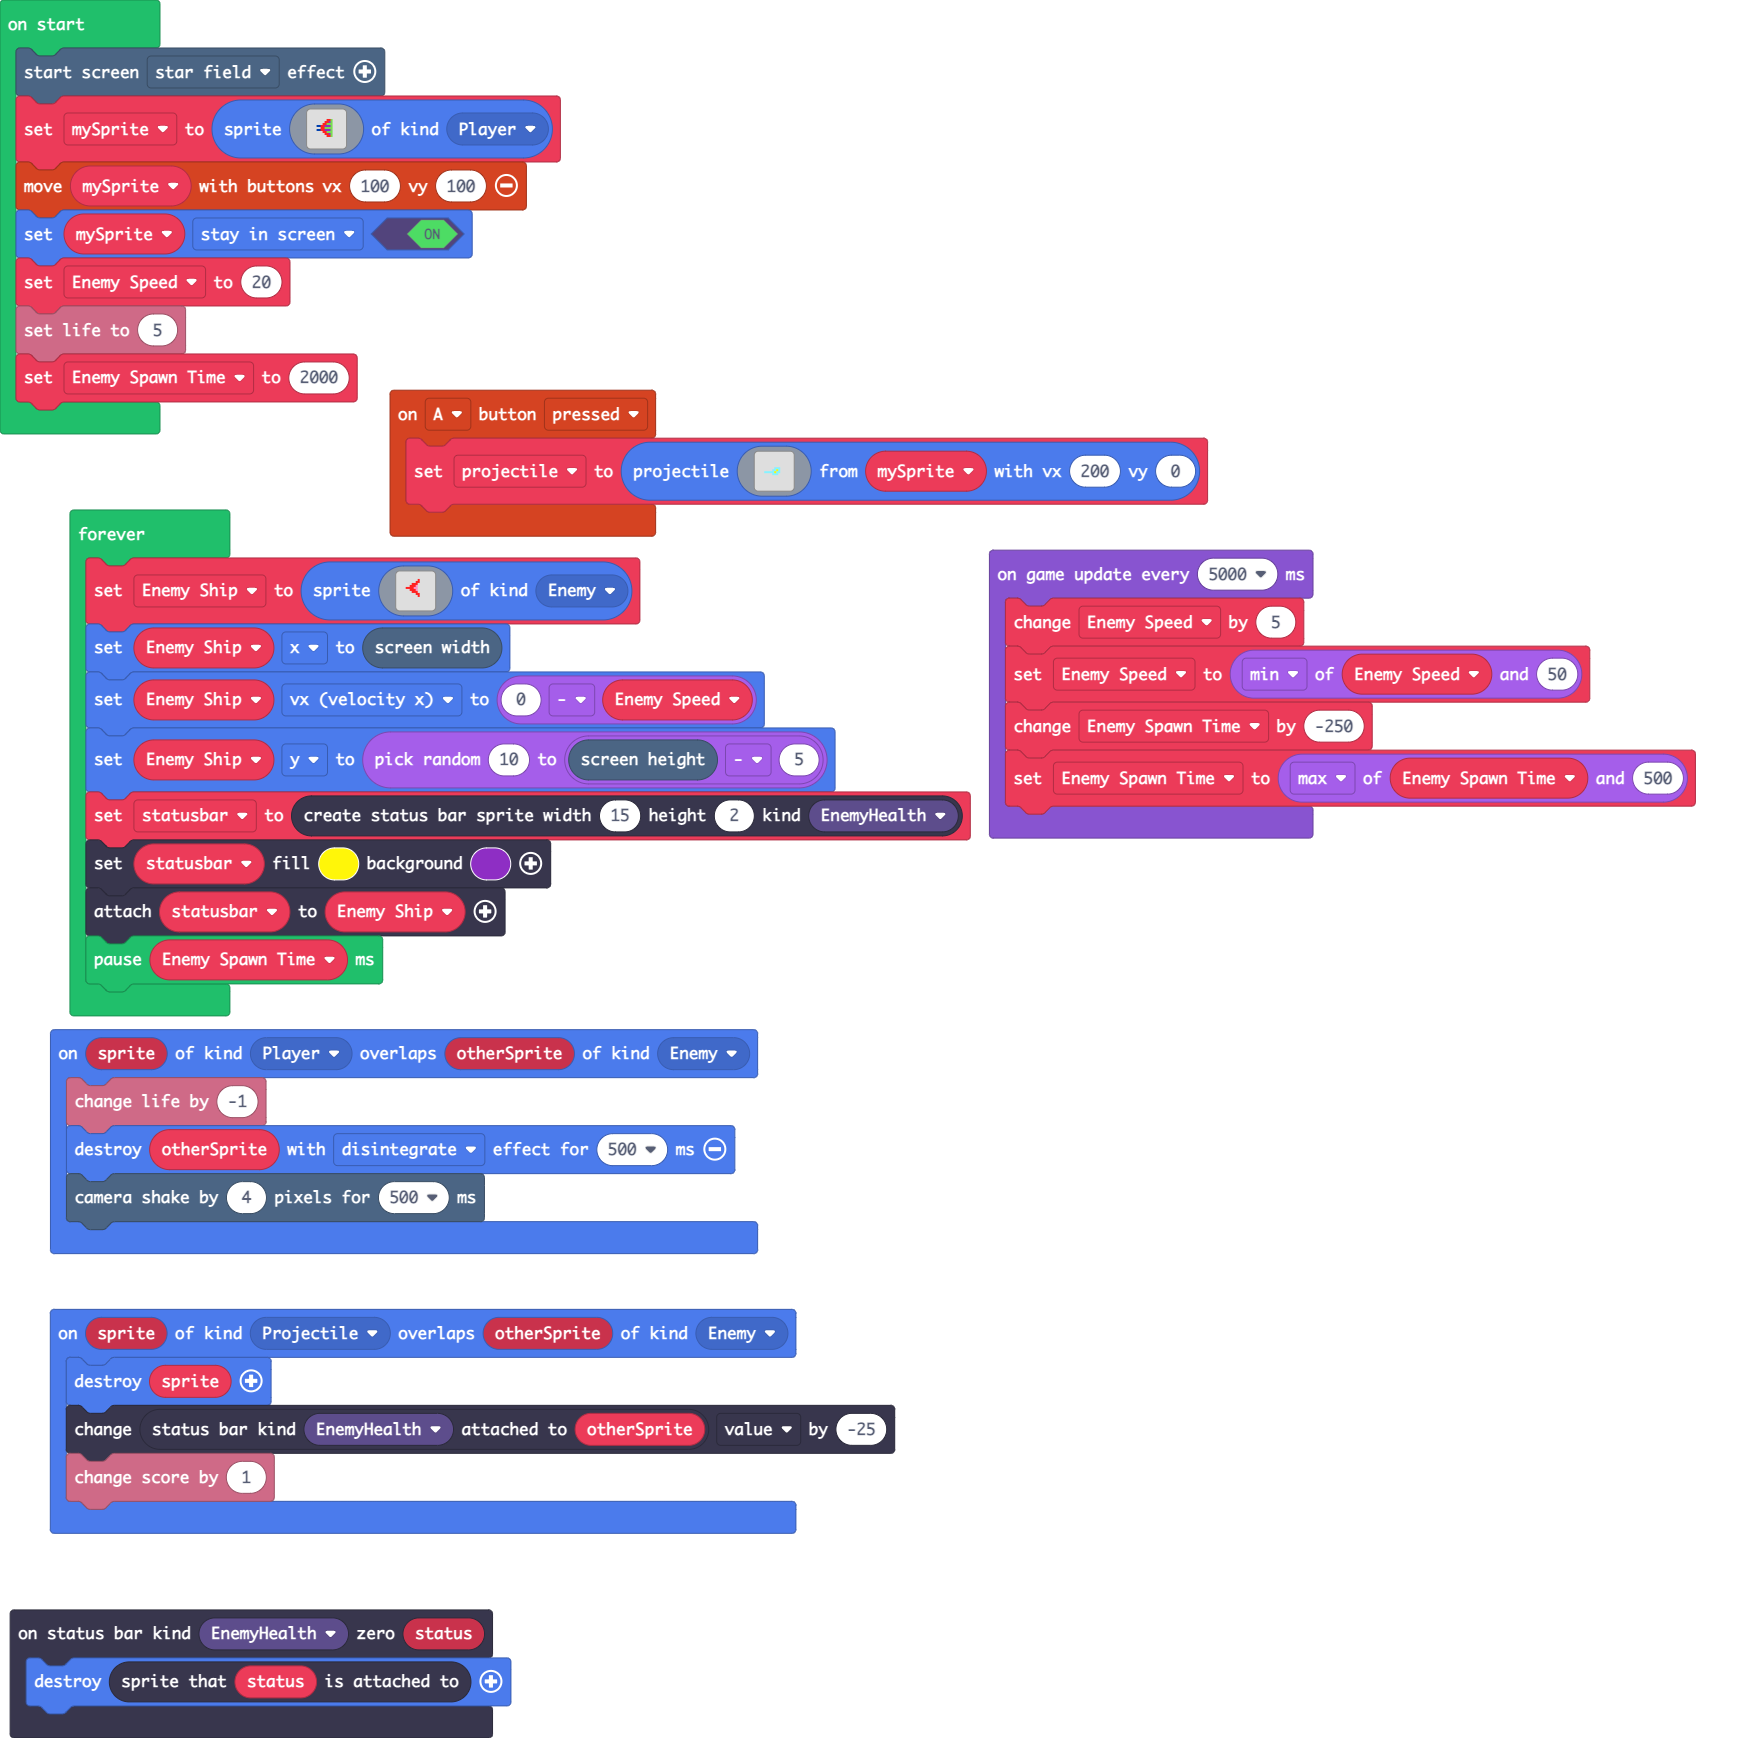 on start
start screen star field effect
set mySprite to sprite of kind Player
move mySprite with buttons vx 100 vy 100
set mySprite stay in screen ON
set Enemy Speed to 20
set life to 5
set Enemy Spawn Time to 2000
on A button pressed
set projectile to projectile from mySprite with vx 200 vy 0
forever
set Enemy Ship to sprite of kind Enemy
set Enemy Ship x to screen width
set Enemy Ship vx (velocity x) to 0 - Enemy Speed
set Enemy Ship y to pick random 10 to screen height - 5
set statusbar to create status bar sprite width 15 height 2 kind EnemyHealth
set statusbar fill background
attach statusbar to Enemy Ship
pause Enemy Spawn Time ms
on game update every 5000 ms
change Enemy Speed by 5
set Enemy Speed to min of Enemy Speed and 50
change Enemy Spawn Time by -250
set Enemy Spawn Time to max of Enemy Spawn Time and 500
on sprite of kind Player overlaps otherSprite of kind Enemy
change life by -1
destroy otherSprite with disintegrate effect for 500 ms
camera shake by 4 pixels for 500 ms
on sprite of kind Projectile overlaps otherSprite of kind Enemy
destroy sprite
change status bar kind EnemyHealth attached to otherSprite value by -25
change score by 1
on status bar kind EnemyHealth zero status
destroy sprite that status is attached to